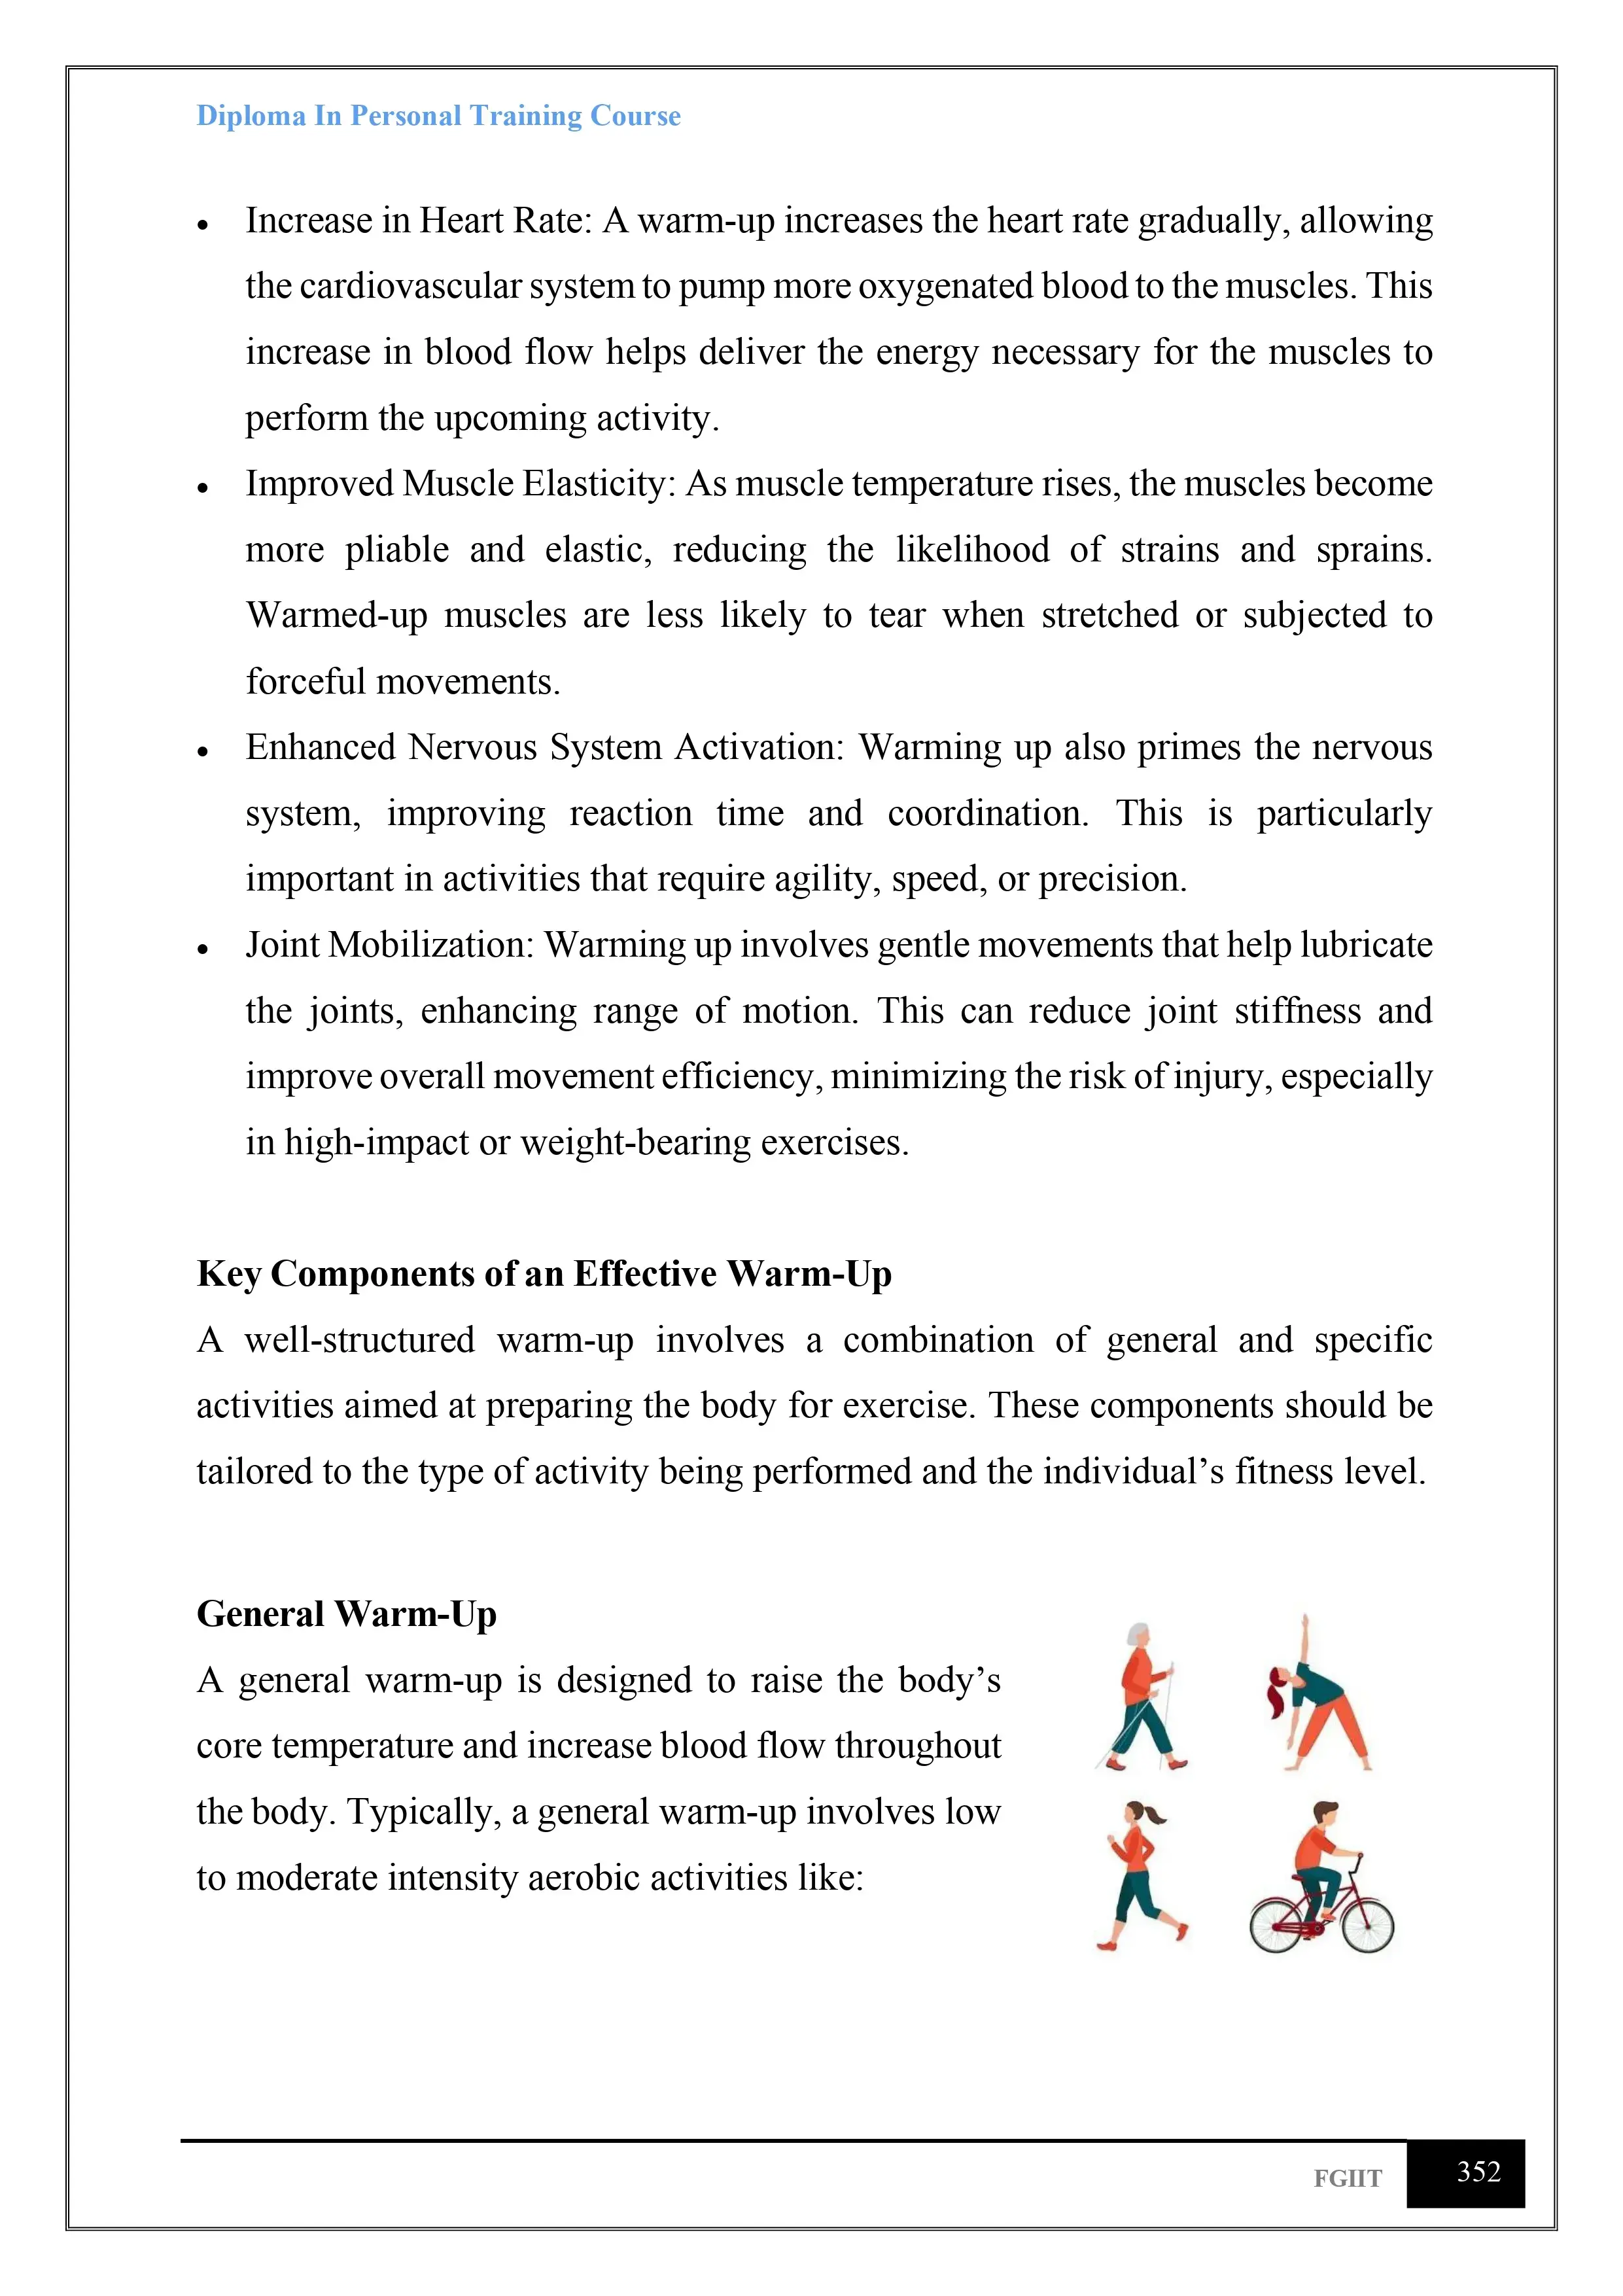 Diploma In Personal Training Course
• Increase in Heart Rate: A warm-up increases the heart rate gradually, allowing
the cardiovascular system to pump more oxygenated blood to the muscles. This
increase in blood flow helps deliver the energy necessary for the muscles to
perform the upcoming activity.
• Improved Muscle Elasticity: As muscle temperature rises, the muscles become
more pliable and elastic, reducing the likelihood of strains and sprains.
Warmed-up muscles are less likely to tear when stretched or subjected to
forceful movements.
• Enhanced Nervous System Activation: Warming up also primes the nervous
system, improving reaction time and coordination. This is particularly
important in activities that require agility, speed, or precision.
• Joint Mobilization: Warming up involves gentle movements that help lubricate
the joints, enhancing range of motion. This can reduce joint stiffness and
improve overall movement efficiency, minimizing the risk of injury, especially
in high-impact or weight-bearing exercises.
Key Components of an Effective Warm-Up
A well-structured warm-up involves a combination of general and specific
activities aimed at preparing the body for exercise. These components should be
tailored to the type of activity being performed and the individual’s fitness level.
General Warm-Up
A general warm-up is designed to raise the body’s
core temperature and increase blood flow throughout
the body. Typically, a general warm-up involves low
to moderate intensity aerobic activities like:
FGIIT 352